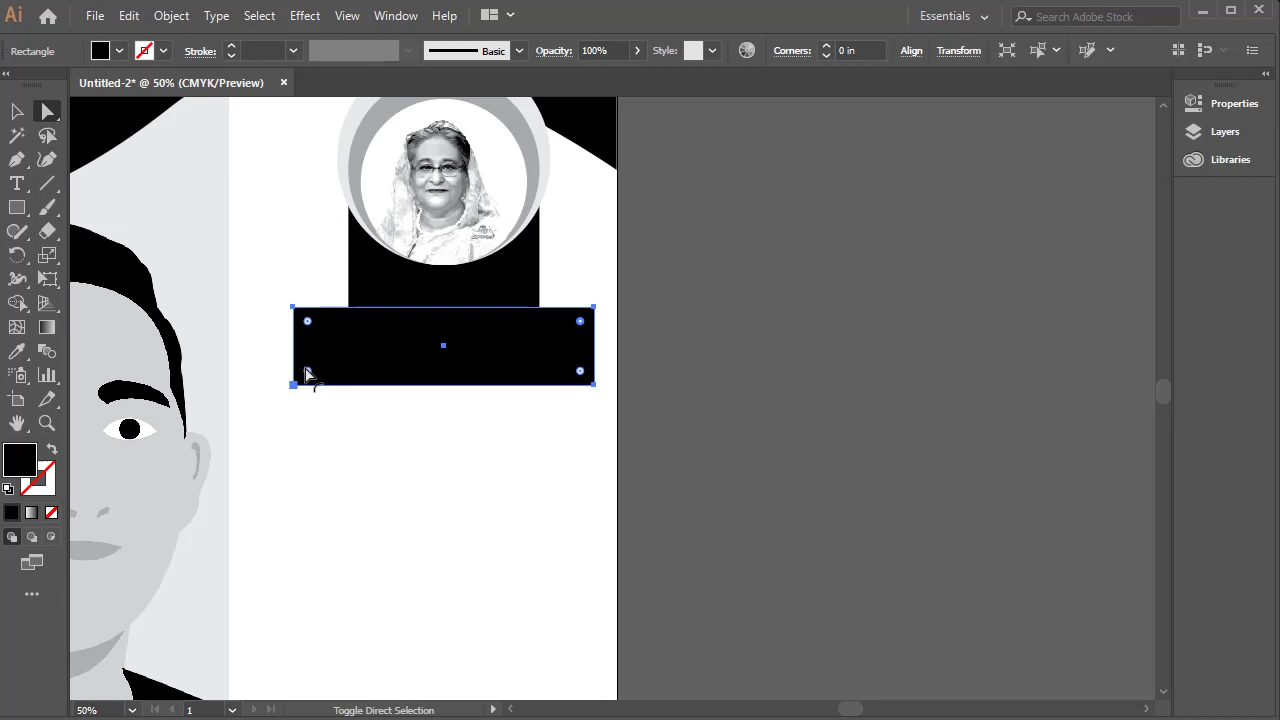 Ai File Edit Object Type Select Effect View Window Help Essentials Search Adobe Stock
Rectangle Stroke: Basic Opacity: 100% Style: Corners: 0 in Align Transform
Untitled-2* @ 50% (CMYK/Preview)
Properties
Layers
Libraries
50% 1 Toggle Direct Selection